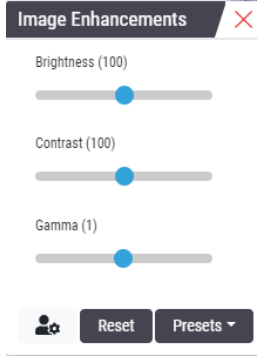 Image Enhancements
Brightness (100)
Contrast (100)
Gamma (1)
Reset Presets